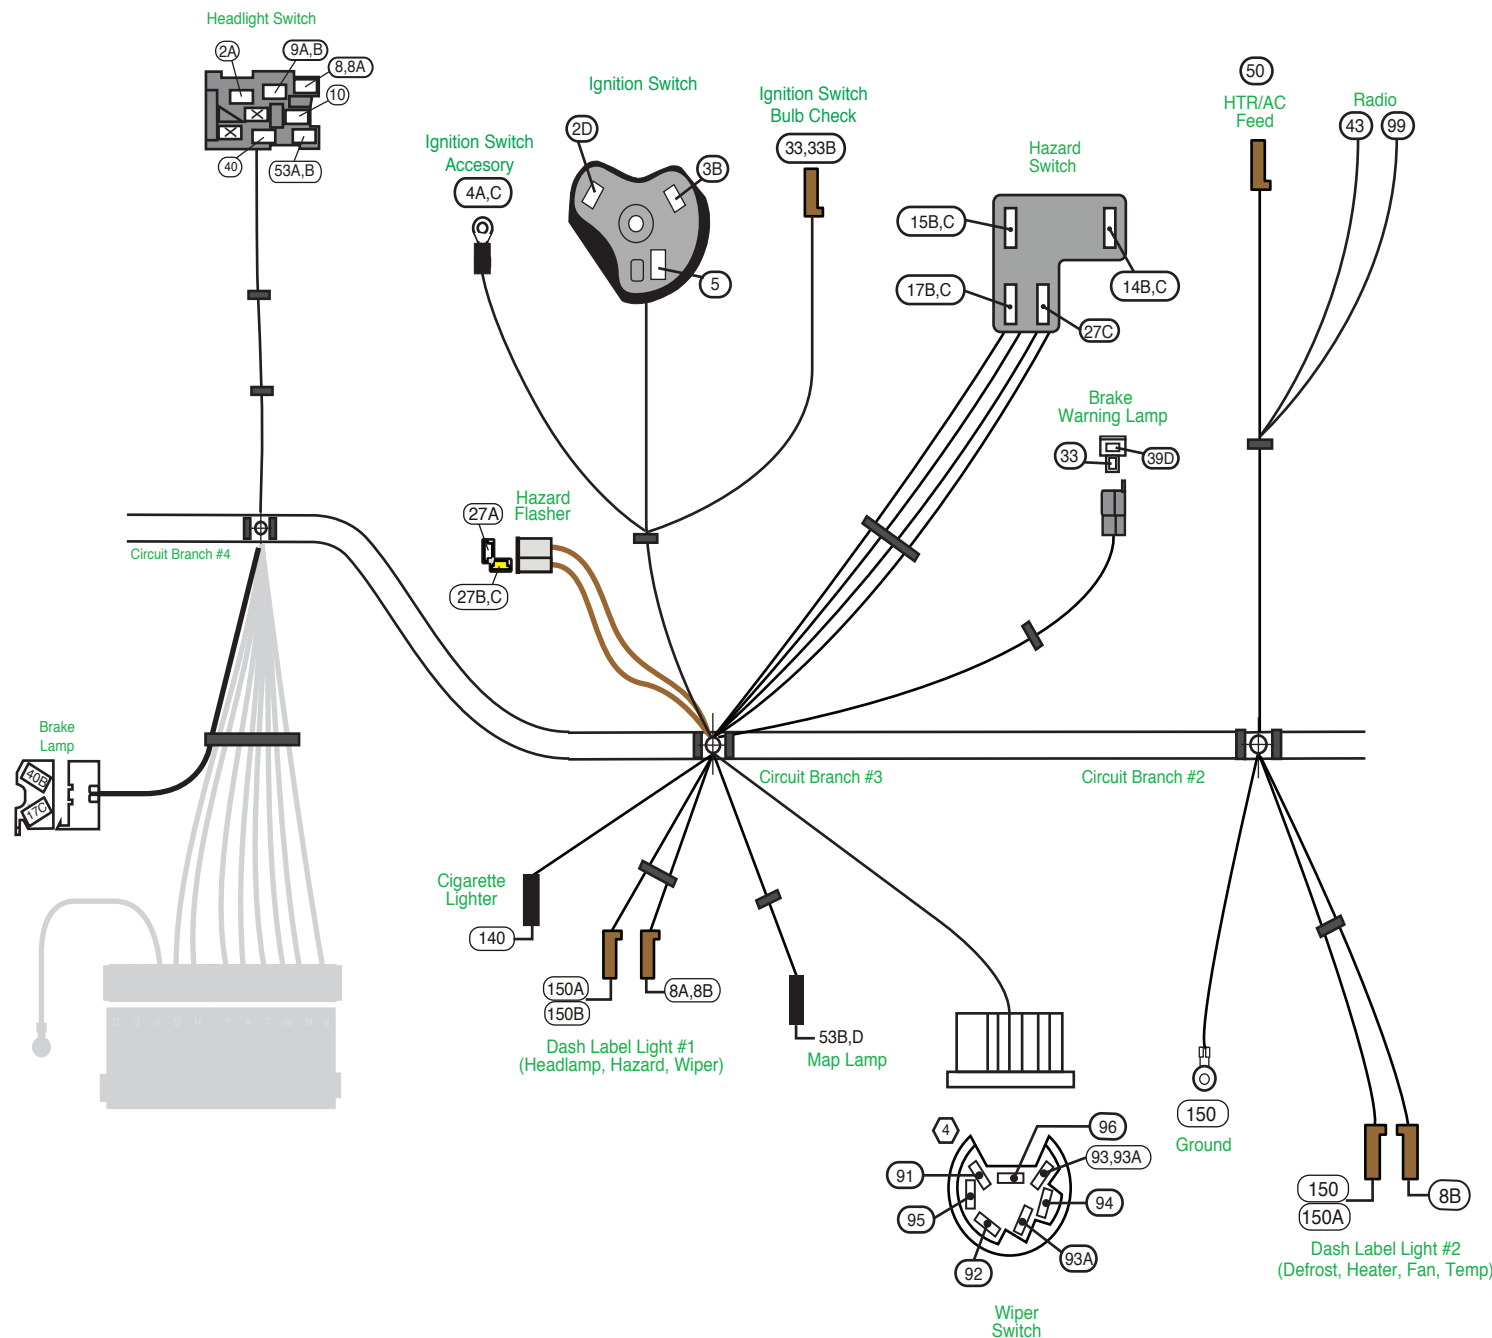 Headlight Switch
2A
9A,B
8,8A
10
40
53A,B
Ignition Switch
2D
3B
5
Ignition Switch
Accesory
4A,C
Ignition Switch
Bulb Check
33,33B
Hazard
Switch
15B,C
17B,C
14B,C
27C
50
HTR/AC
Feed
Radio
43
99
Brake
Warning Lamp
33
39D
Hazard
Flasher
27A
27B,C
Circuit Branch #4
Brake
Lamp
40B
17C
Circuit Branch #3
Circuit Branch #2
Cigarette
Lighter
140
150A
150B
8A,8B
Dash Label Light #1
(Headlamp, Hazard, Wiper)
53B,D
Map Lamp
D E F G H J K L M N P
4
96
93,93A
91
94
95
92
93A
Wiper
Switch
150
Ground
150
150A
8B
Dash Label Light #2
(Defrost, Heater, Fan, Temp)